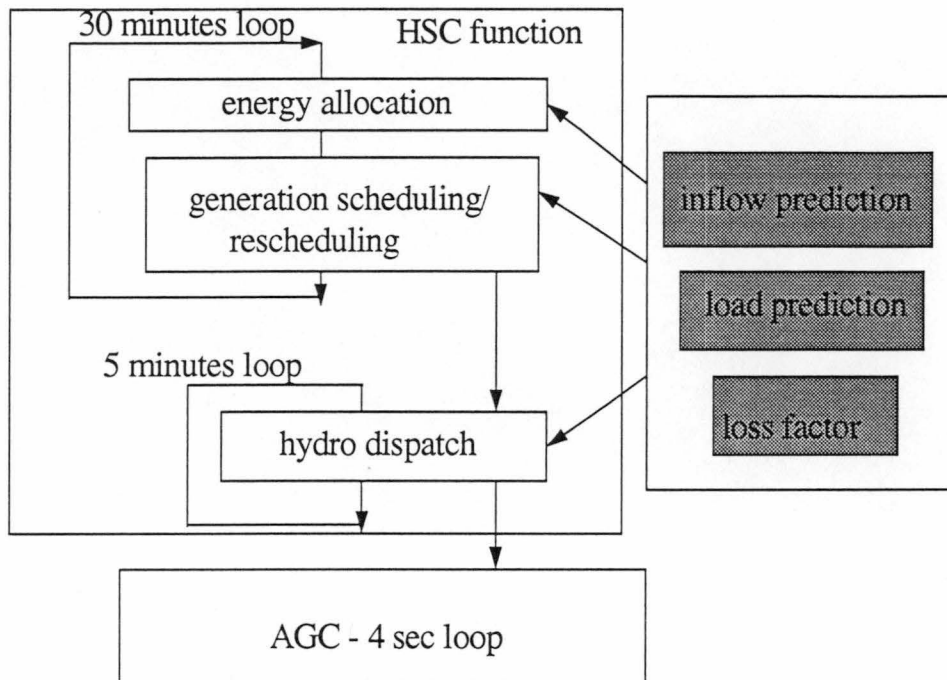 30 minutes loop
HSC function
energy allocation
generation scheduling/
rescheduling
inflow prediction
load prediction
loss factor
5 minutes loop
hydro dispatch
AGC - 4 sec loop